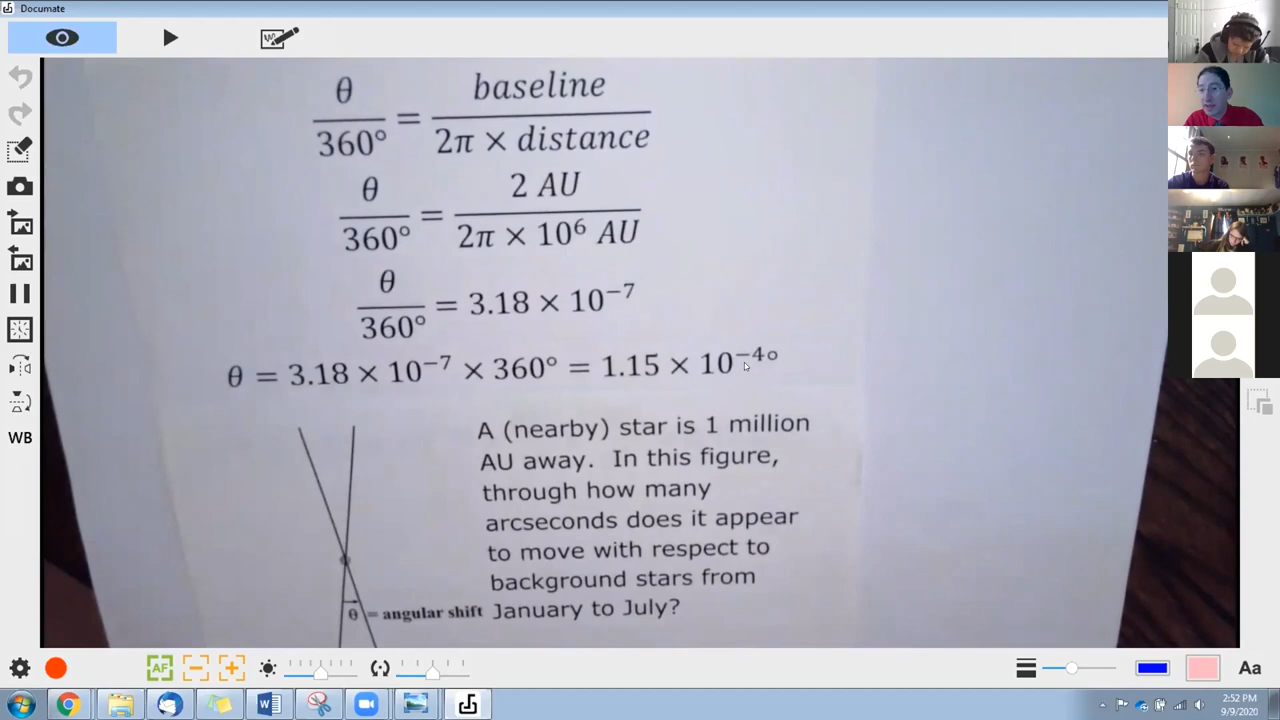 Documate
θ/360° = baseline/2π × distance
θ/360° = 2 AU/2π × 10⁶ AU
θ/360° = 3.18 × 10⁻⁷
θ = 3.18 × 10⁻⁷ × 360° = 1.15 × 10⁻⁴°
A (nearby) star is 1 million
AU away. In this figure,
through how many
arcseconds does it appear
to move with respect to
background stars from
January to July?
θ = angular shift
WB
AF
Aa
2:52 PM
9/9/2020